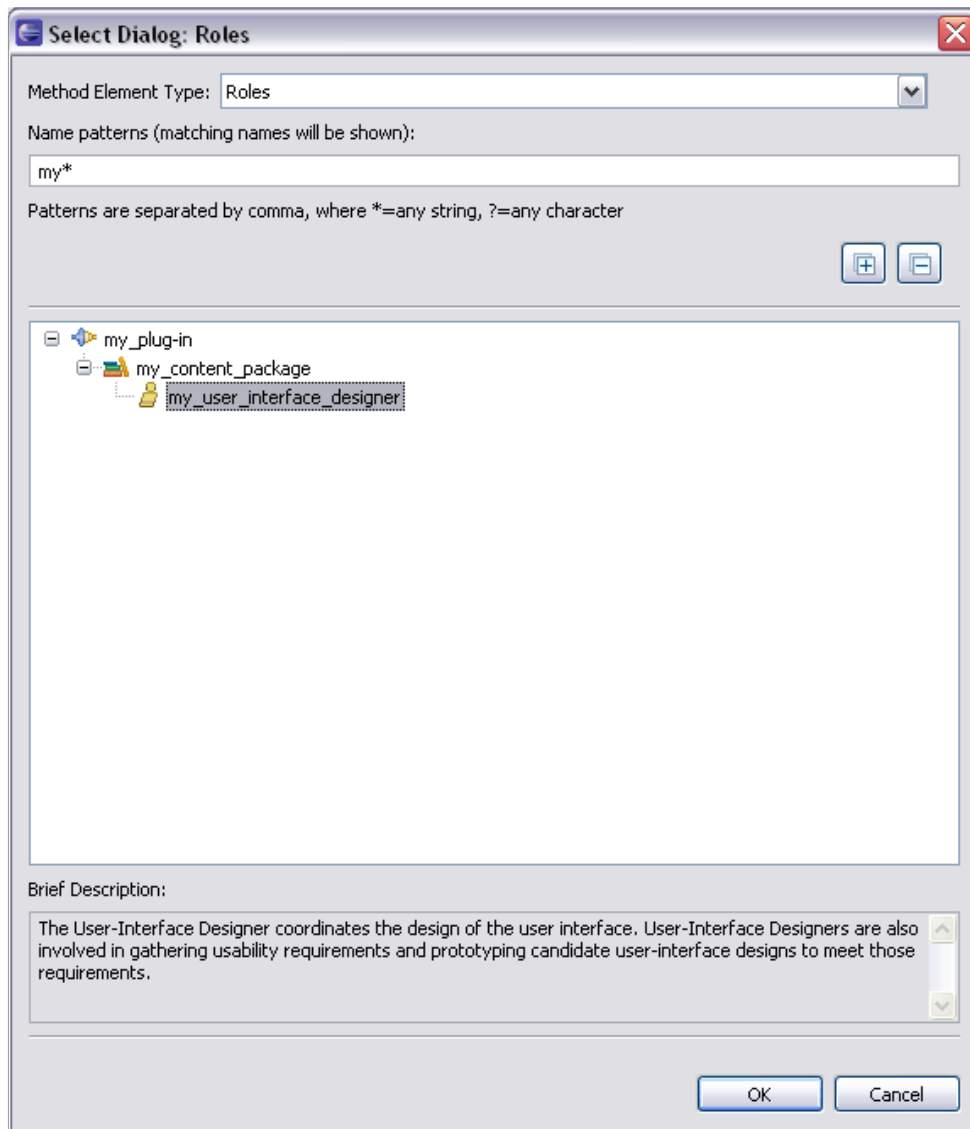 Select Dialog: Roles
Method Element Type: Roles
Name patterns (matching names will be shown):
my*
Patterns are separated by comma, where *=any string, ?=any character
my_plug-in
my_content_package
my_user_interface_designer
Brief Description:
The User-Interface Designer coordinates the design of the user interface. User-Interface Designers are also
involved in gathering usability requirements and prototyping candidate user-interface designs to meet those
requirements.
OK Cancel